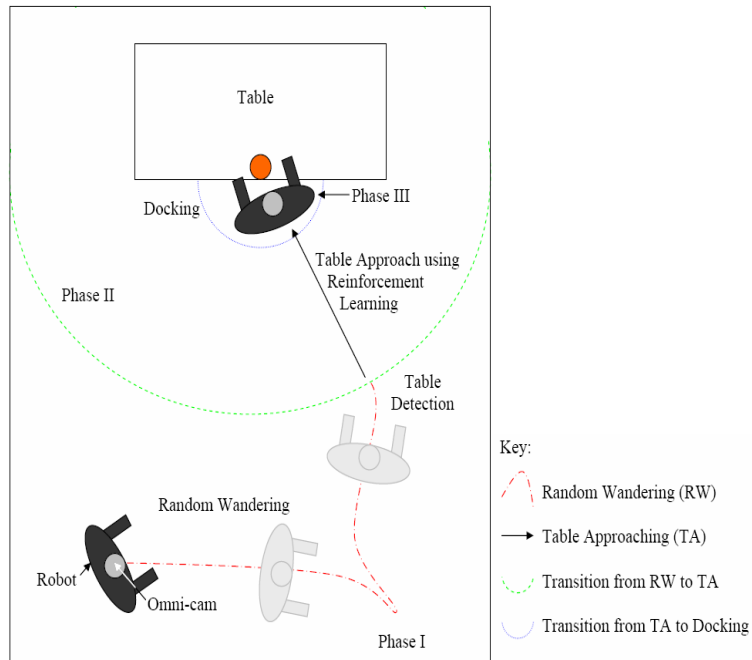 Table
Docking
Phase III
Table Approach using
Reinforcement
Learning
Phase II
Table
Detection
Random Wandering
Robot
Omni-cam
Phase I
Key:
Random Wandering (RW)
Table Approaching (TA)
Transition from RW to TA
Transition from TA to Docking